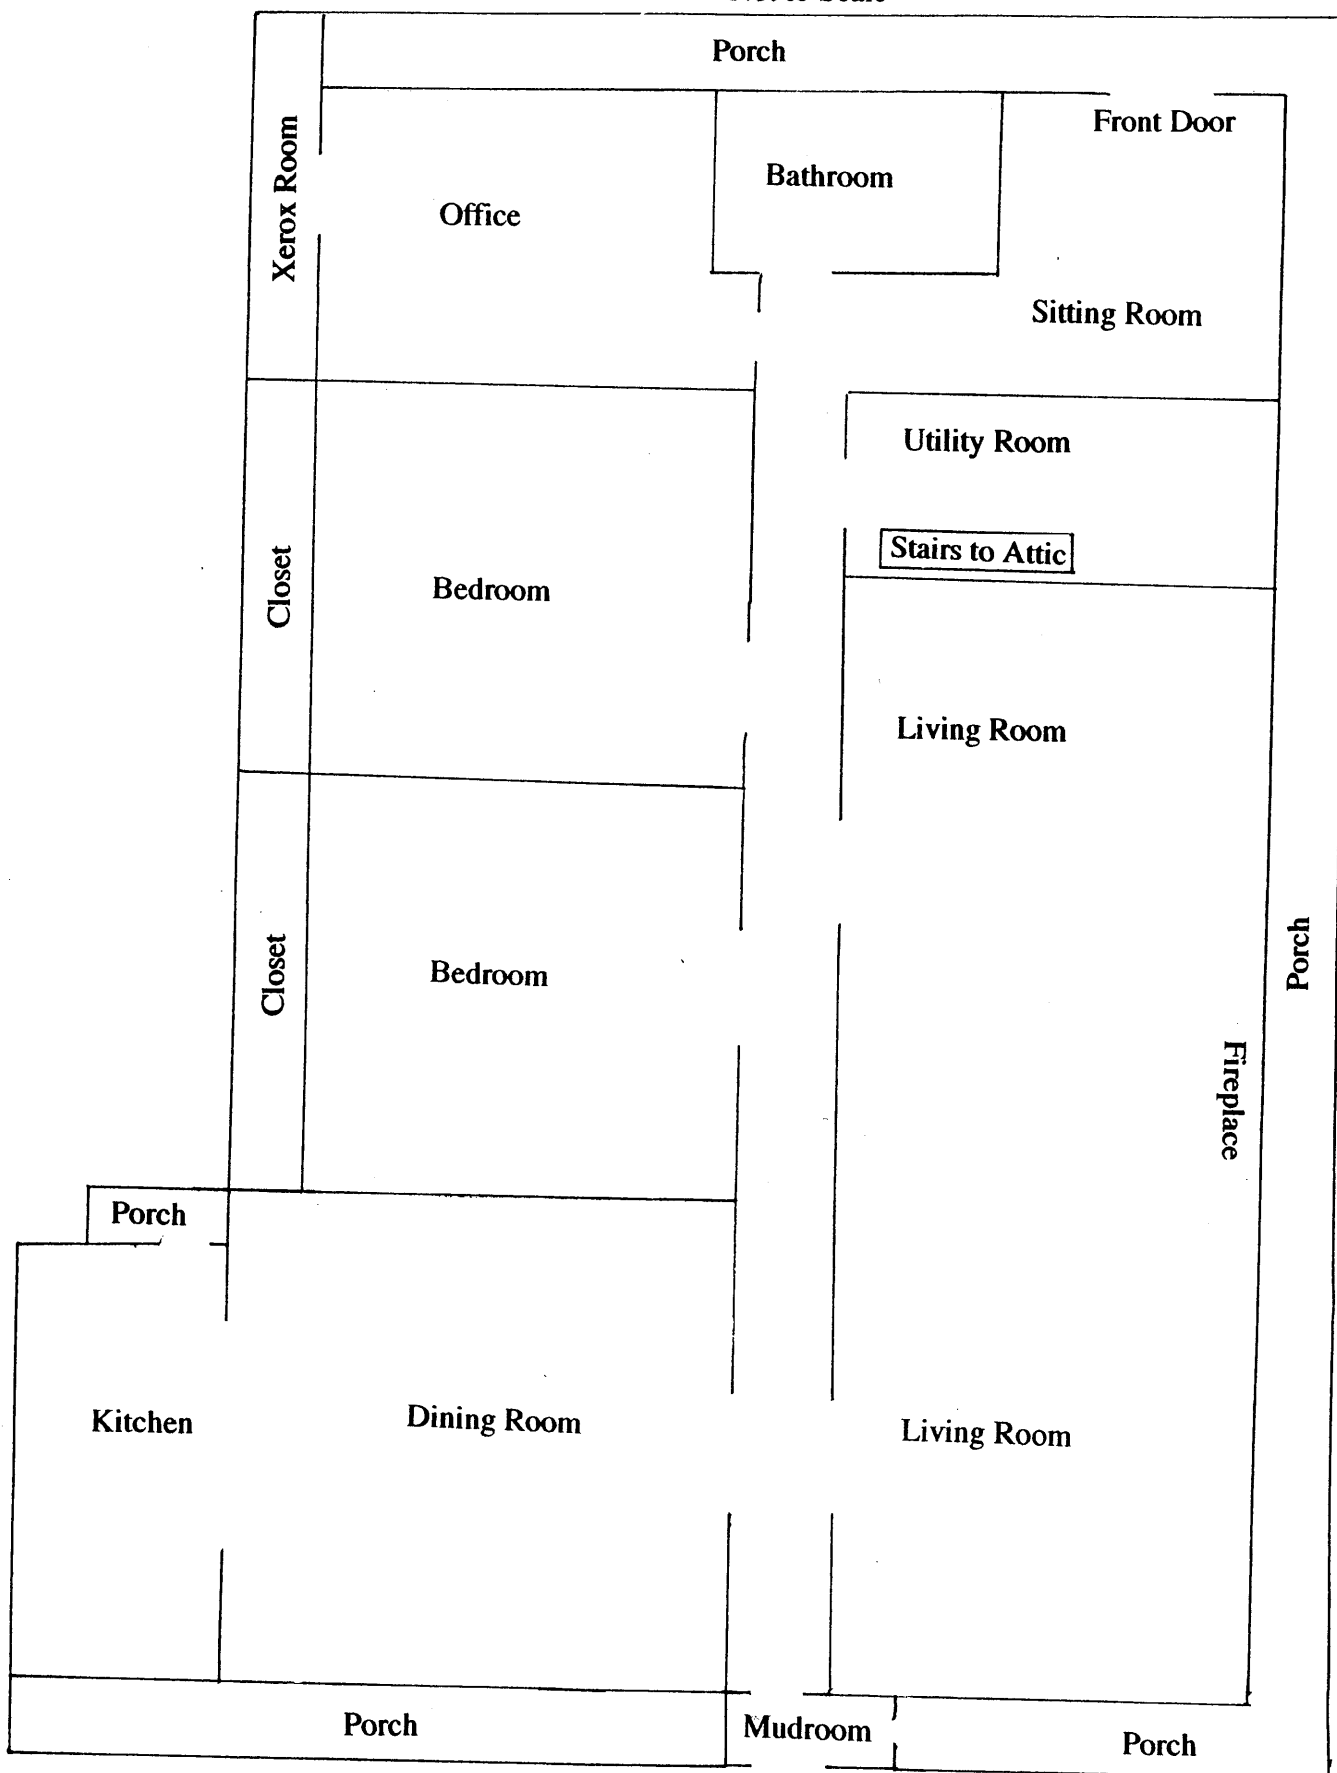 Porch
Front Door
Xerox Room
Office
Bathroom
Sitting Room
Utility Room
Stairs to Attic
Closet
Bedroom
Living Room
Closet
Bedroom
Porch
Fireplace
Porch
Kitchen
Dining Room
Living Room
Porch
Mudroom
Porch